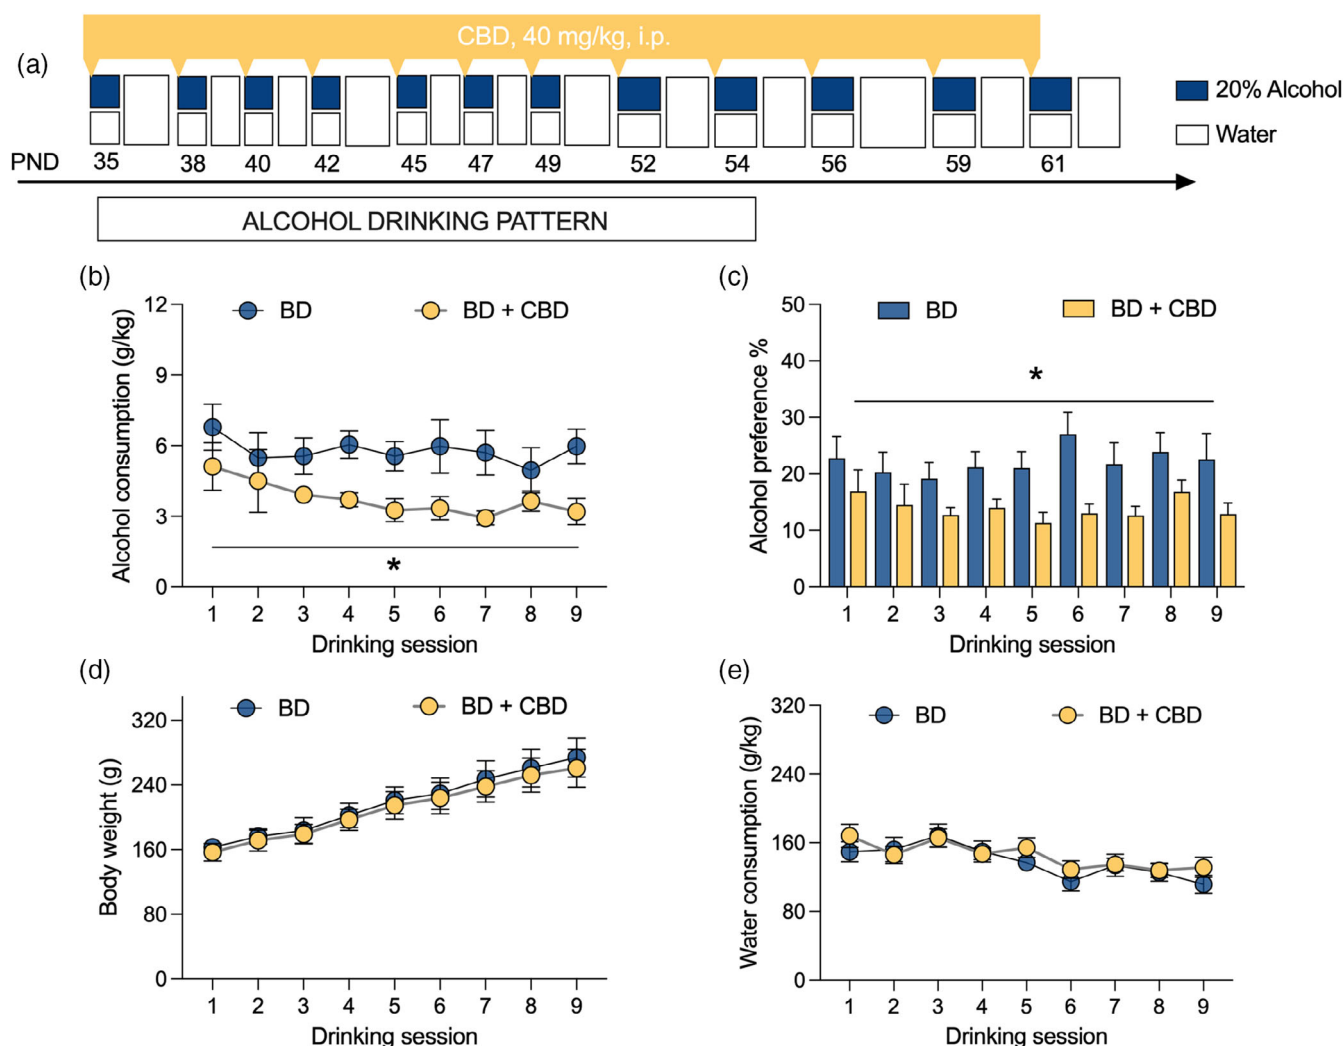 CBD, 40 mg/kg, i.p.
(a)
20% Alcohol
Water
PND 35 38 40 42 45 47 49 52 54 56 59 61
ALCOHOL DRINKING PATTERN
(b)
BD
BD + CBD
Alcohol consumption (g/kg)
12
9
6
3
0
*
1 2 3 4 5 6 7 8 9
Drinking session
(c)
BD
BD + CBD
Alcohol preference %
50
40
30
20
10
0
*
1 2 3 4 5 6 7 8 9
Drinking session
(d)
BD
BD + CBD
Body weight (g)
320
240
160
80
0
1 2 3 4 5 6 7 8 9
Drinking session
(e)
BD
BD + CBD
Water consumption (g/kg)
320
240
160
80
0
1 2 3 4 5 6 7 8 9
Drinking session